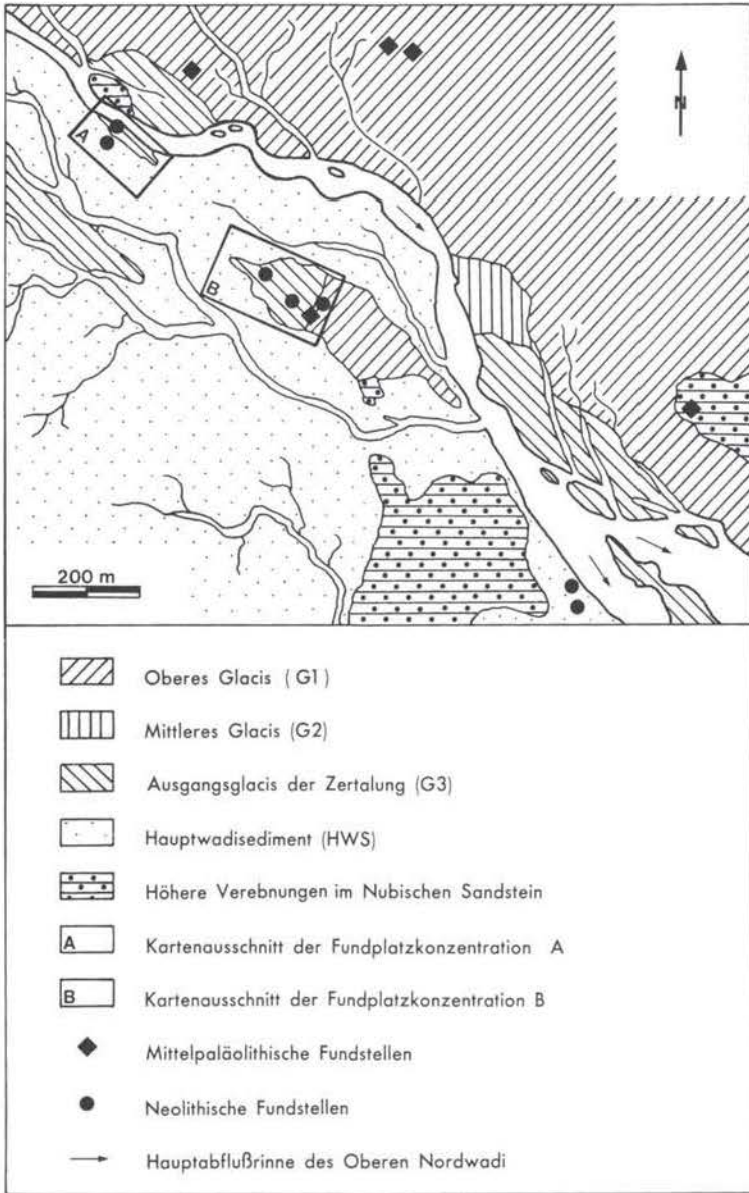 N
A
B
200 m
Oberes Glacis (G1)
Mittleres Glacis (G2)
Ausgangsglacis der Zertalung (G3)
Hauptwadisediment (HWS)
Höhere Verebnungen im Nubischen Sandstein
A Kartenausschnitt der Fundplatzkonzentration A
B Kartenausschnitt der Fundplatzkonzentration B
Mittelpaläolithische Fundstellen
Neolithische Fundstellen
Hauptabflußrinne des Oberen Nordwadi